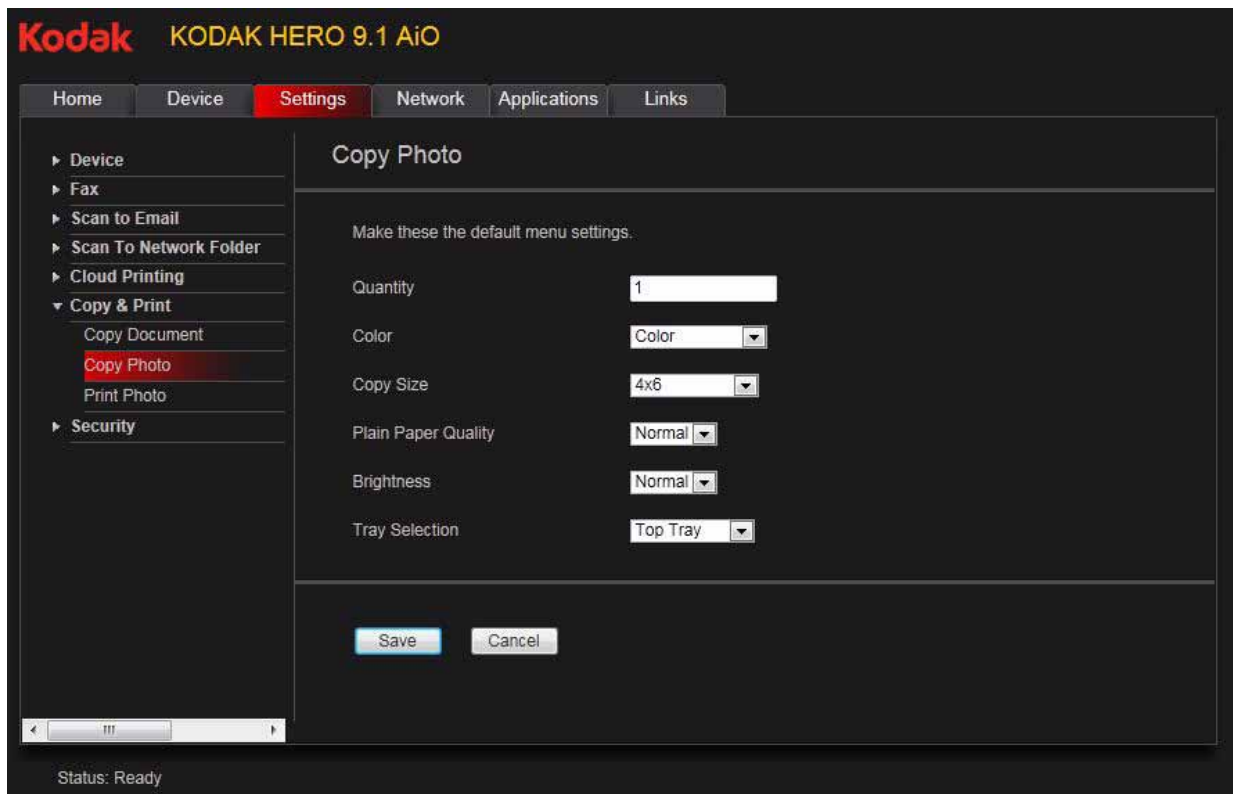 Kodak KODAK HERO 9.1 AiO
Home Device Settings Network Applications Links
Device
Fax
Scan to Email
Scan To Network Folder
Cloud Printing
Copy & Print
Copy Document
Copy Photo
Print Photo
Security
Copy Photo
Make these the default menu settings.
Quantity 1
Color Color
Copy Size 4x6
Plain Paper Quality Normal
Brightness Normal
Tray Selection Top Tray
Save Cancel
Status: Ready